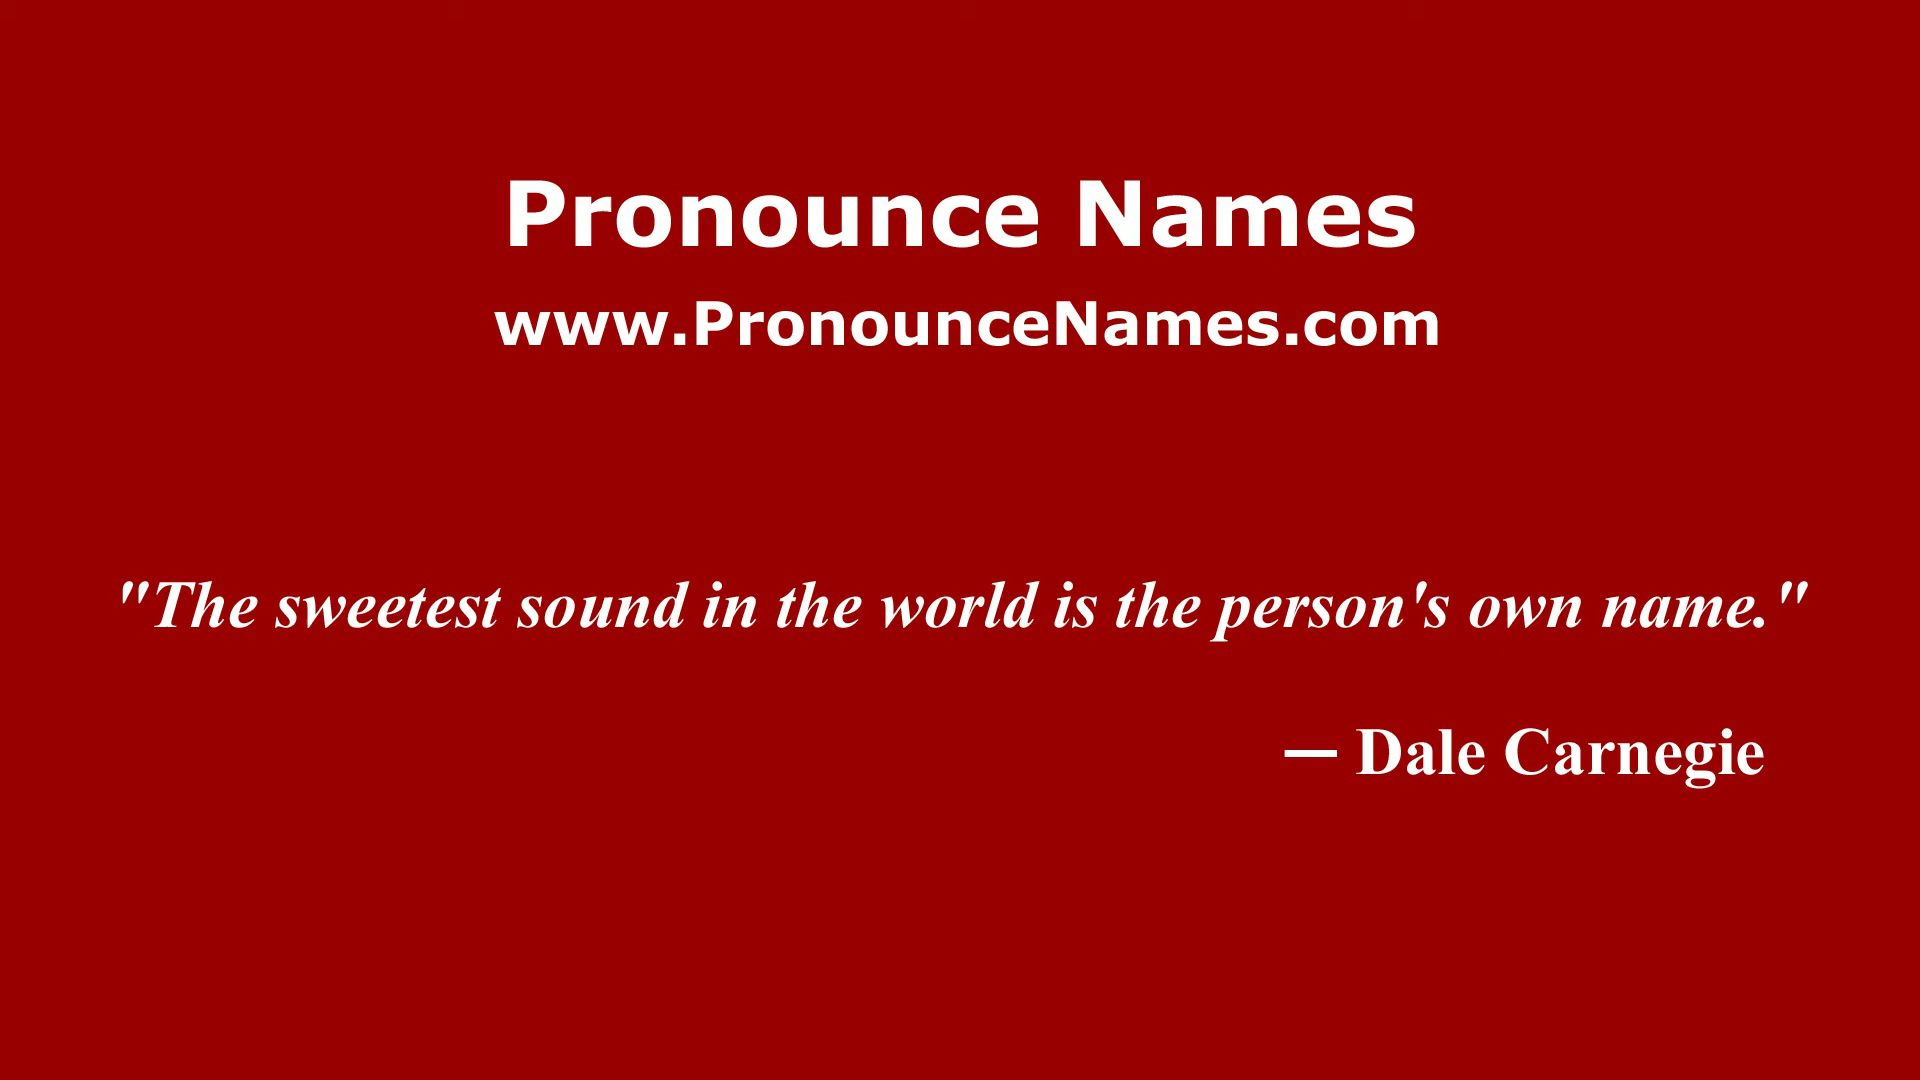 Pronounce Names
www.PronounceNames.com
"The sweetest sound in the world is the person's own name."
— Dale Carnegie